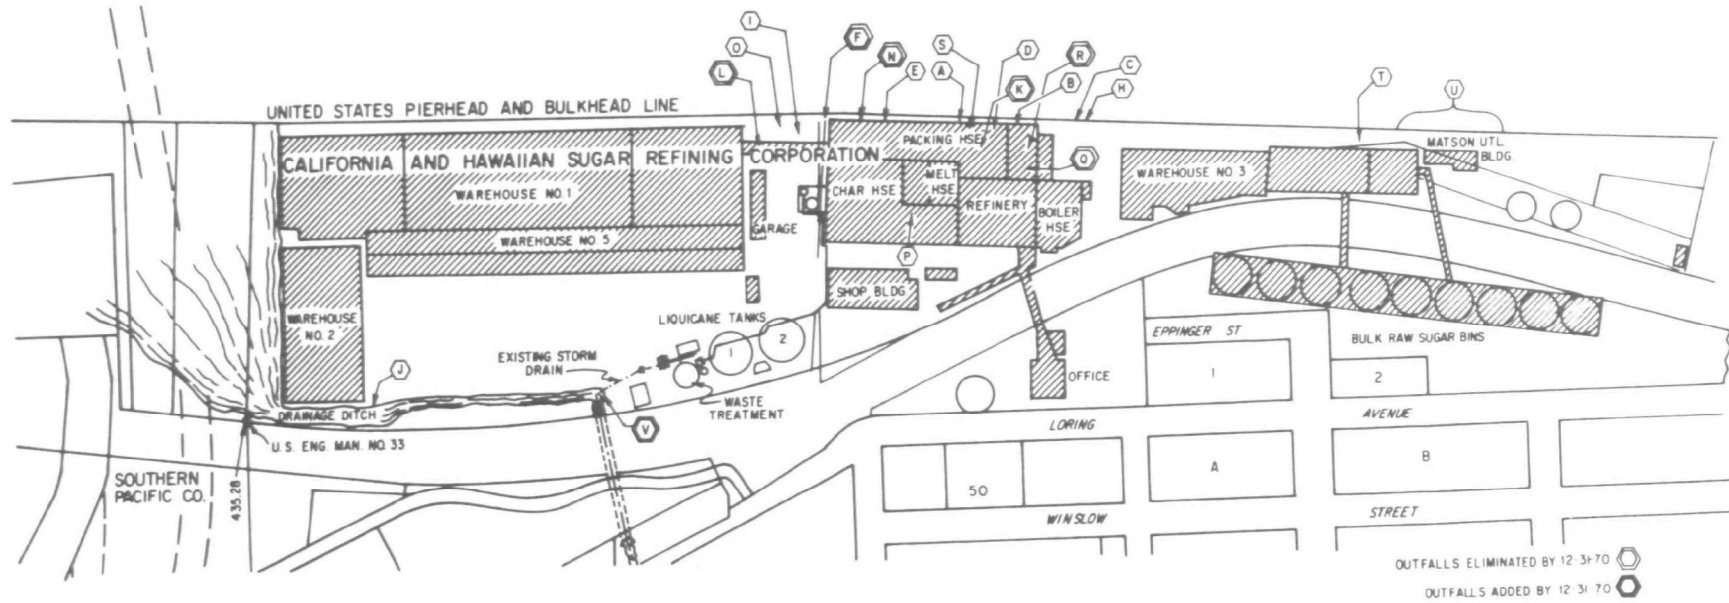 I
S
D
R
O
F
N
E
A
K
B
C
H
T
U
L
UNITED STATES PIERHEAD AND BULKHEAD LINE
MATSON UTL.
BLDG
PACKING HSE
CALIFORNIA AND HAWAIIAN SUGAR REFINING CORPORATION
Q
WAREHOUSE NO. 1
CHAR HSE
MELT
HSE
WAREHOUSE NO. 3
REFINERY
BOILER
HSE
GARAGE
WAREHOUSE NO. 5
P
SHOP BLDG
WAREHOUSE
NO. 2
LIQUICANE TANKS
1
2
EPPINGER ST
BULK RAW SUGAR BINS
EXISTING STORM
DRAIN
J
OFFICE
1
2
WASTE
TREATMENT
DRAINAGE DITCH
V
LORING
AVENUE
U.S. ENG. MAN. NO. 33
SOUTHERN
PACIFIC CO.
435.28
50
A
B
WINSLOW
STREET
OUTFALLS ELIMINATED BY 12-31-70
OUTFALLS ADDED BY 12-31-70